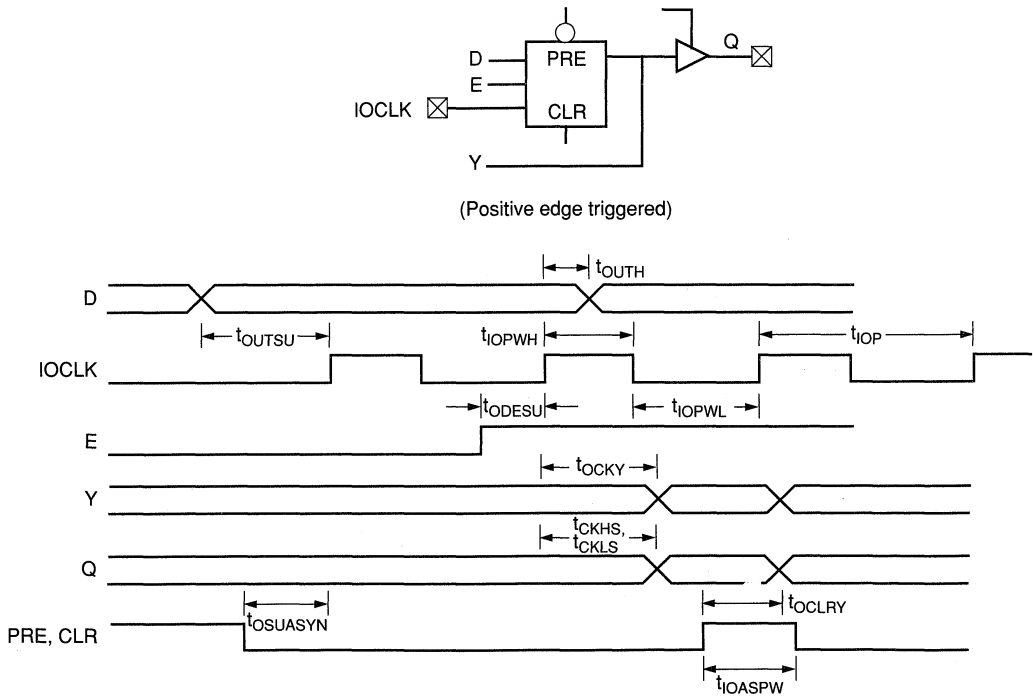 PRE
D
E
IOCLK
CLR
Q
Y
(Positive edge triggered)
tOUTH
D
tOUTSU
tIOPWH
tIOP
IOCLK
tODESU
tIOPWL
E
tOCKY
Y
tCKHS,
tCKLS
Q
tOSUASYN
tOCLRY
PRE, CLR
tIOASPW